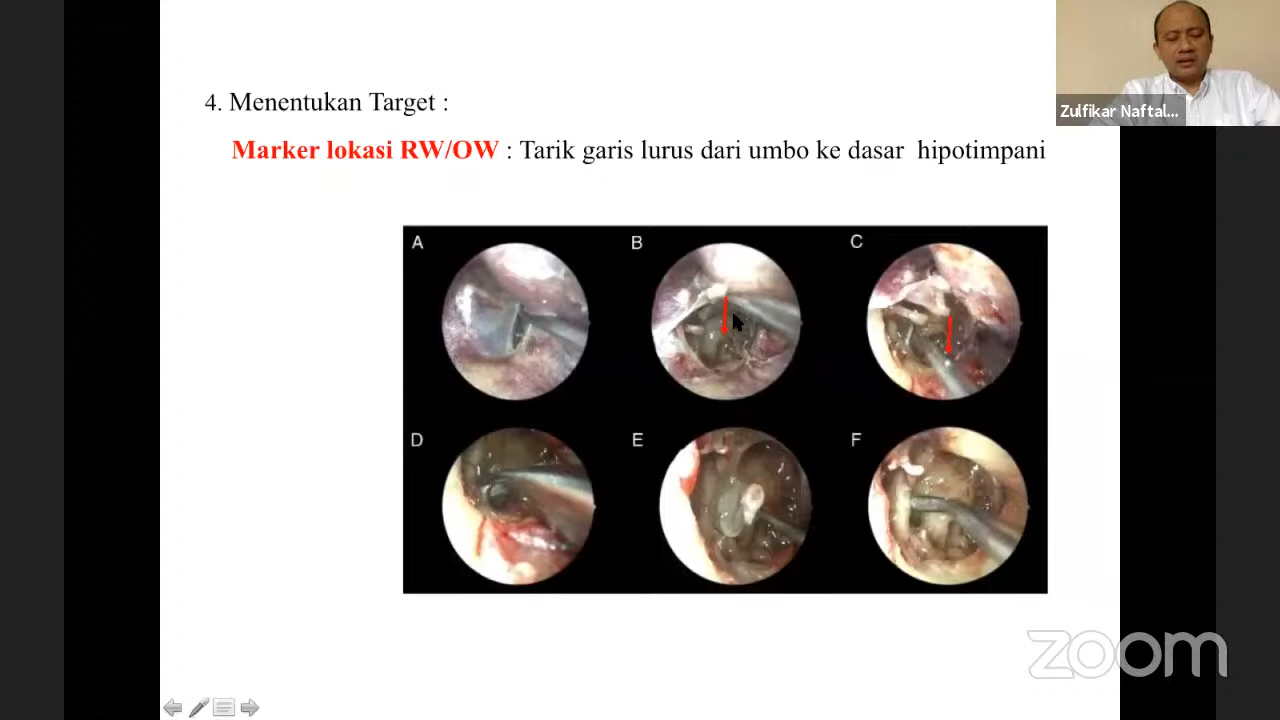 4. Menentukan Target :
Marker lokasi RW/OW : Tarik garis lurus dari umbo ke dasar hipotimpani
Zulfikar Naftal...
A
B
C
D
E
F
zoom